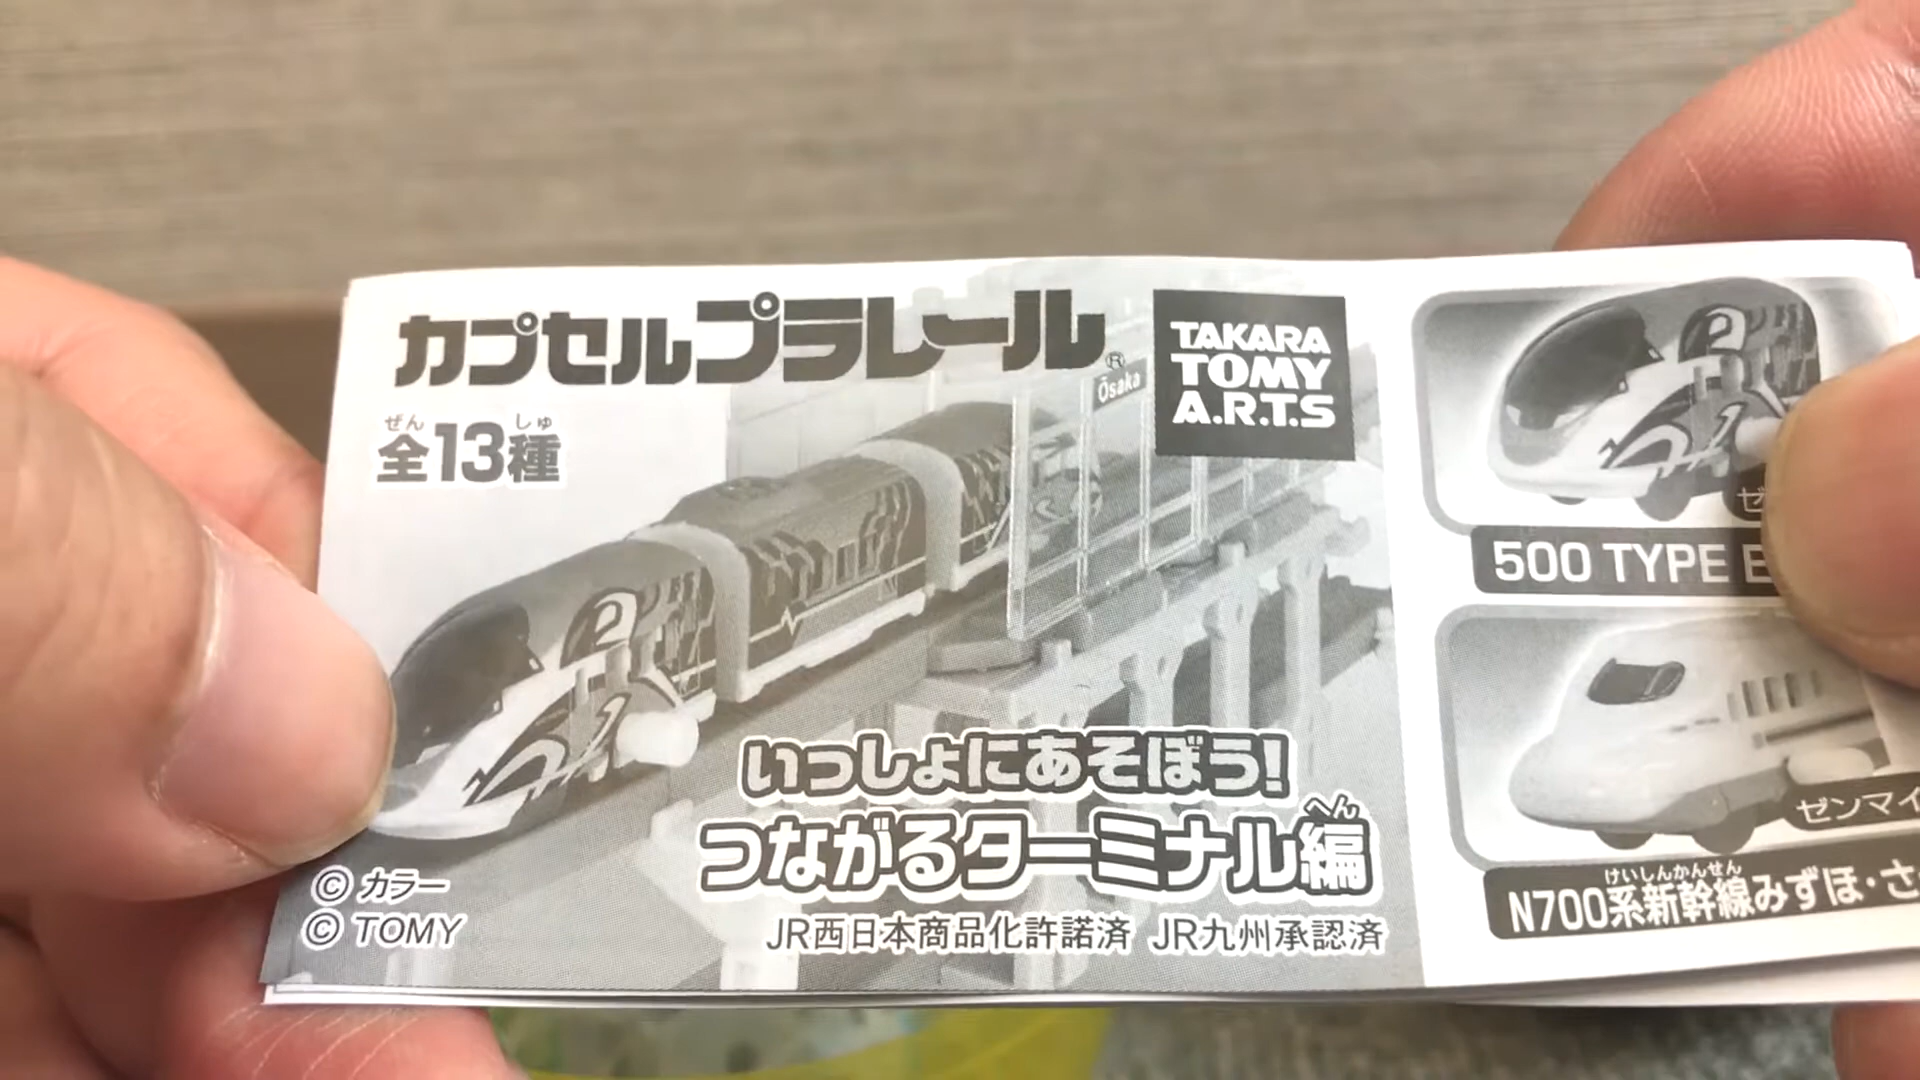 カプセルプラレール®
TAKARA
TOMY
A.R.T.S
Ōsaka
ぜん しゅ
全13種
いっしょにあそぼう!
へん
つながるターミナル編
© カラー
© TOMY
JR西日本商品化許諾済 JR九州承認済
ゼ
500 TYPE E
ゼンマイ
けいしんかんせん
N700系新幹線みずほ・さ